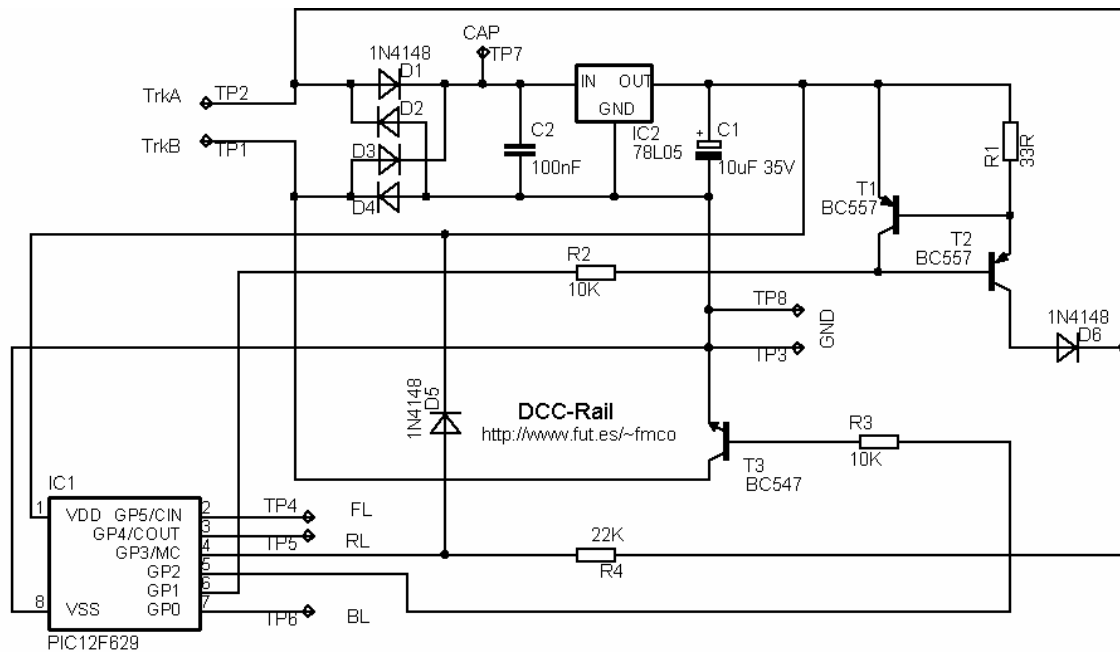 CAP
1N4148
TP7
D1
IN OUT
GND
TrkA
TP2
D2
C2
IC2
C1
TrkB
TP1
D3
100nF
78L05
+
10uF 35V
R1
33R
D4
T1
BC557
T2
BC557
R2
10K
TP8
GND
TP3
1N4148
D6
1N4148
D5
DCC-Rail
http://www.fut.es/~fmco
R3
10K
T3
BC547
IC1
1 VDD GP5/CIN 2 TP4 FL
GP4/COUT 3 TP5 RL
GP3/MC 4
22K
R4
GP2 5
GP1 6
8 VSS GP0 7 TP6 BL
PIC12F629